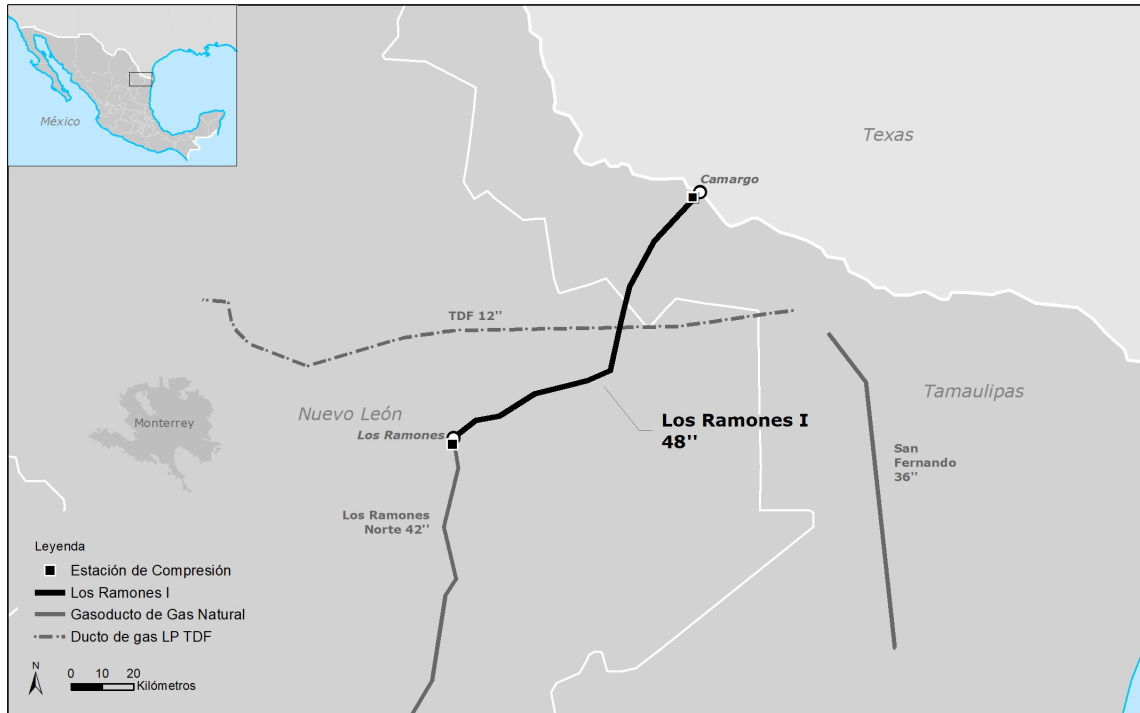 México
Texas
Camargo
TDF 12''
Nuevo León
Tamaulipas
Monterrey
Los Ramones
Los Ramones I
48''
San
Fernando
36''
Los Ramones
Norte 42''
Leyenda
Estación de Compresión
Los Ramones I
Gasoducto de Gas Natural
Ducto de gas LP TDF
N
0 10 20
Kilómetros